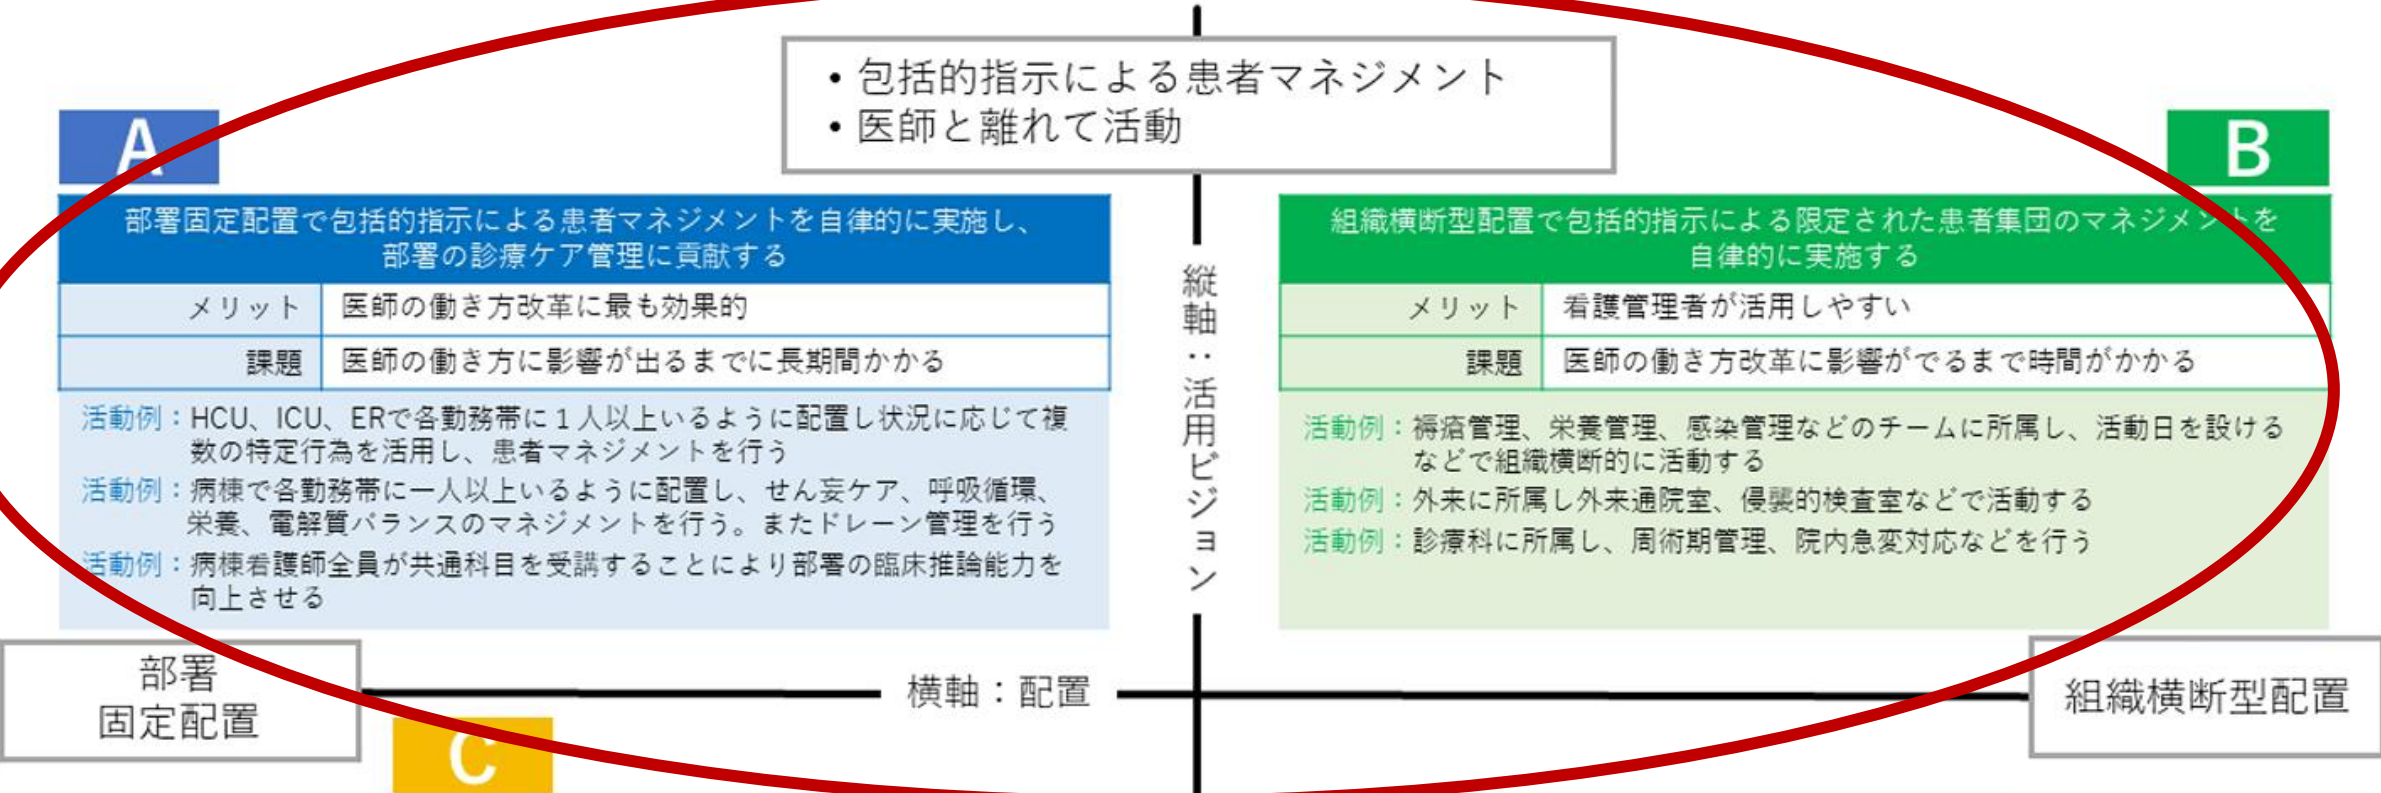 ・包括的指示による患者マネジメント
・医師と離れて活動
A
部署固定配置で包括的指示による患者マネジメントを自律的に実施し、
部署の診療ケア管理に貢献する
メリット 医師の働き方改革に最も効果的
課題 医師の働き方に影響が出るまでに長期間かかる
活動例：HCU、ICU、ERで各勤務帯に１人以上いるように配置し状況に応じて複
数の特定行為を活用し、患者マネジメントを行う
活動例：病棟で各勤務帯に一人以上いるように配置し、せん妄ケア、呼吸循環、
栄養、電解質バランスのマネジメントを行う。またドレーン管理を行う
活動例：病棟看護師全員が共通科目を受講することにより部署の臨床推論能力を
向上させる
縦軸：活用ビジョン
B
組織横断型配置で包括的指示による限定された患者集団のマネジメントを
自律的に実施する
メリット 看護管理者が活用しやすい
課題 医師の働き方改革に影響がでるまで時間がかかる
活動例：褥瘡管理、栄養管理、感染管理などのチームに所属し、活動日を設ける
などで組織横断的に活動する
活動例：外来に所属し外来通院室、侵襲的検査室などで活動する
活動例：診療科に所属し、周術期管理、院内急変対応などを行う
部署
固定配置
横軸：配置
組織横断型配置
C